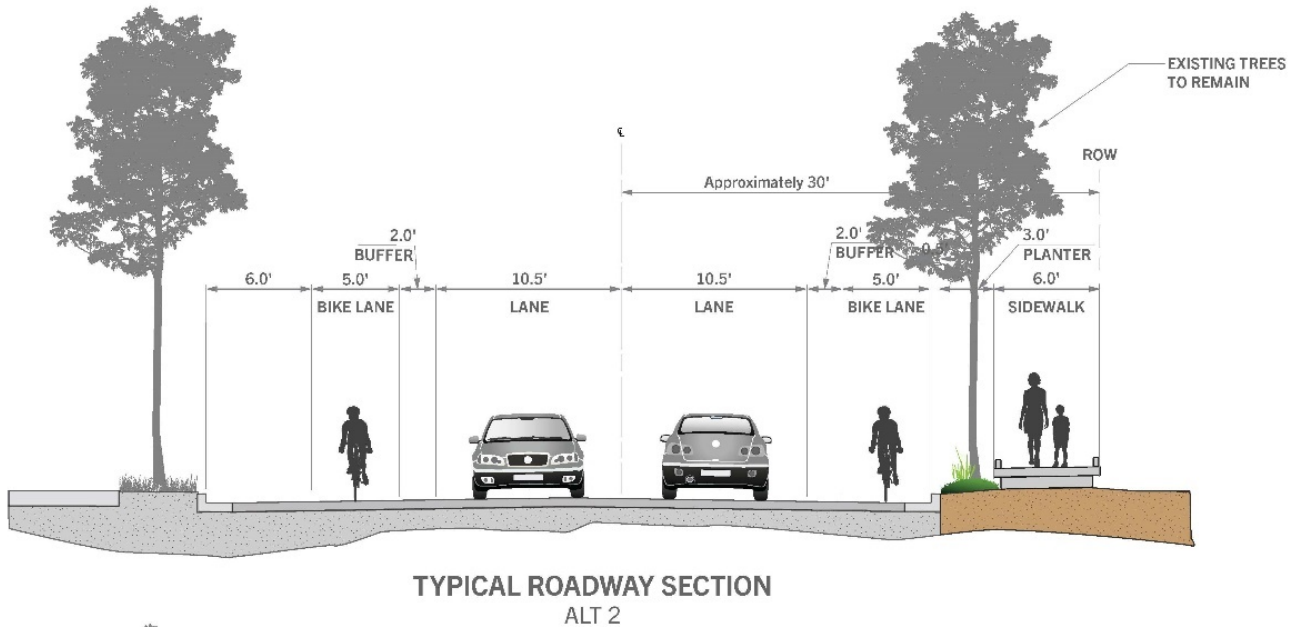 EXISTING TREES
TO REMAIN
℄
ROW
Approximately 30'
2.0'
BUFFER
2.0'
BUFFER
0.5'
3.0'
PLANTER
6.0'
5.0'
10.5'
10.5'
5.0'
6.0'
BIKE LANE
LANE
LANE
BIKE LANE
SIDEWALK
TYPICAL ROADWAY SECTION
ALT 2